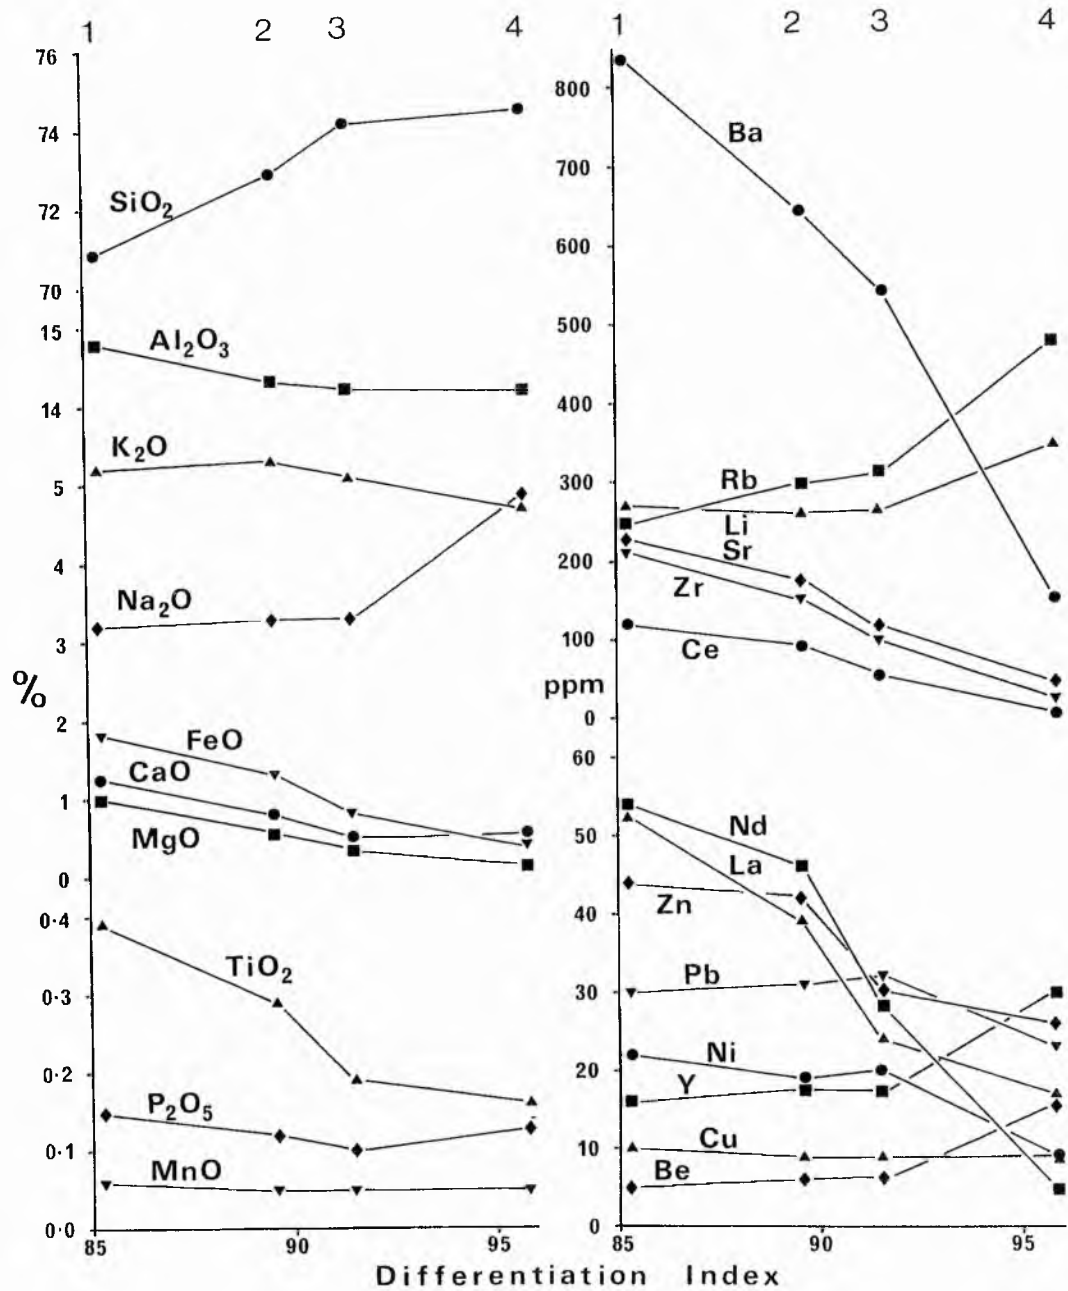 1 2 3 4
76
74
72
70
15
14
5
4
3
%
2
1
0
0·4
0·3
0·2
0·1
0·0
SiO₂
Al₂O₃
K₂O
Na₂O
FeO
CaO
MgO
TiO₂
P₂O₅
MnO
85 90 95
1 2 3 4
800
700
600
500
400
300
200
100
ppm
0
60
50
40
30
20
10
0
Ba
Rb
Li
Sr
Zr
Ce
Nd
La
Zn
Pb
Ni
Y
Cu
Be
85 90 95
Differentiation Index